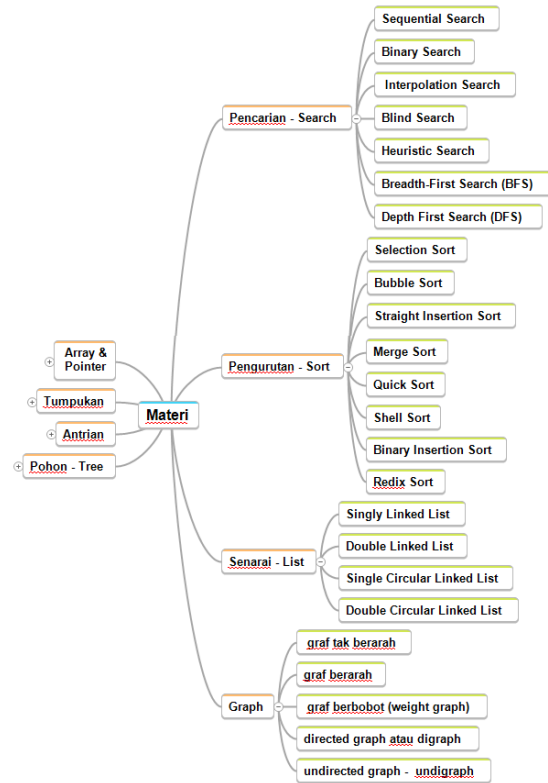 Materi
Array &
Pointer
Tumpukan
Antrian
Pohon - Tree
Pencarian - Search
Sequential Search
Binary Search
Interpolation Search
Blind Search
Heuristic Search
Breadth-First Search (BFS)
Depth First Search (DFS)
Pengurutan - Sort
Selection Sort
Bubble Sort
Straight Insertion Sort
Merge Sort
Quick Sort
Shell Sort
Binary Insertion Sort
Redix Sort
Senarai - List
Singly Linked List
Double Linked List
Single Circular Linked List
Double Circular Linked List
Graph
graf tak berarah
graf berarah
graf berbobot (weight graph)
directed graph atau digraph
undirected graph - undigraph